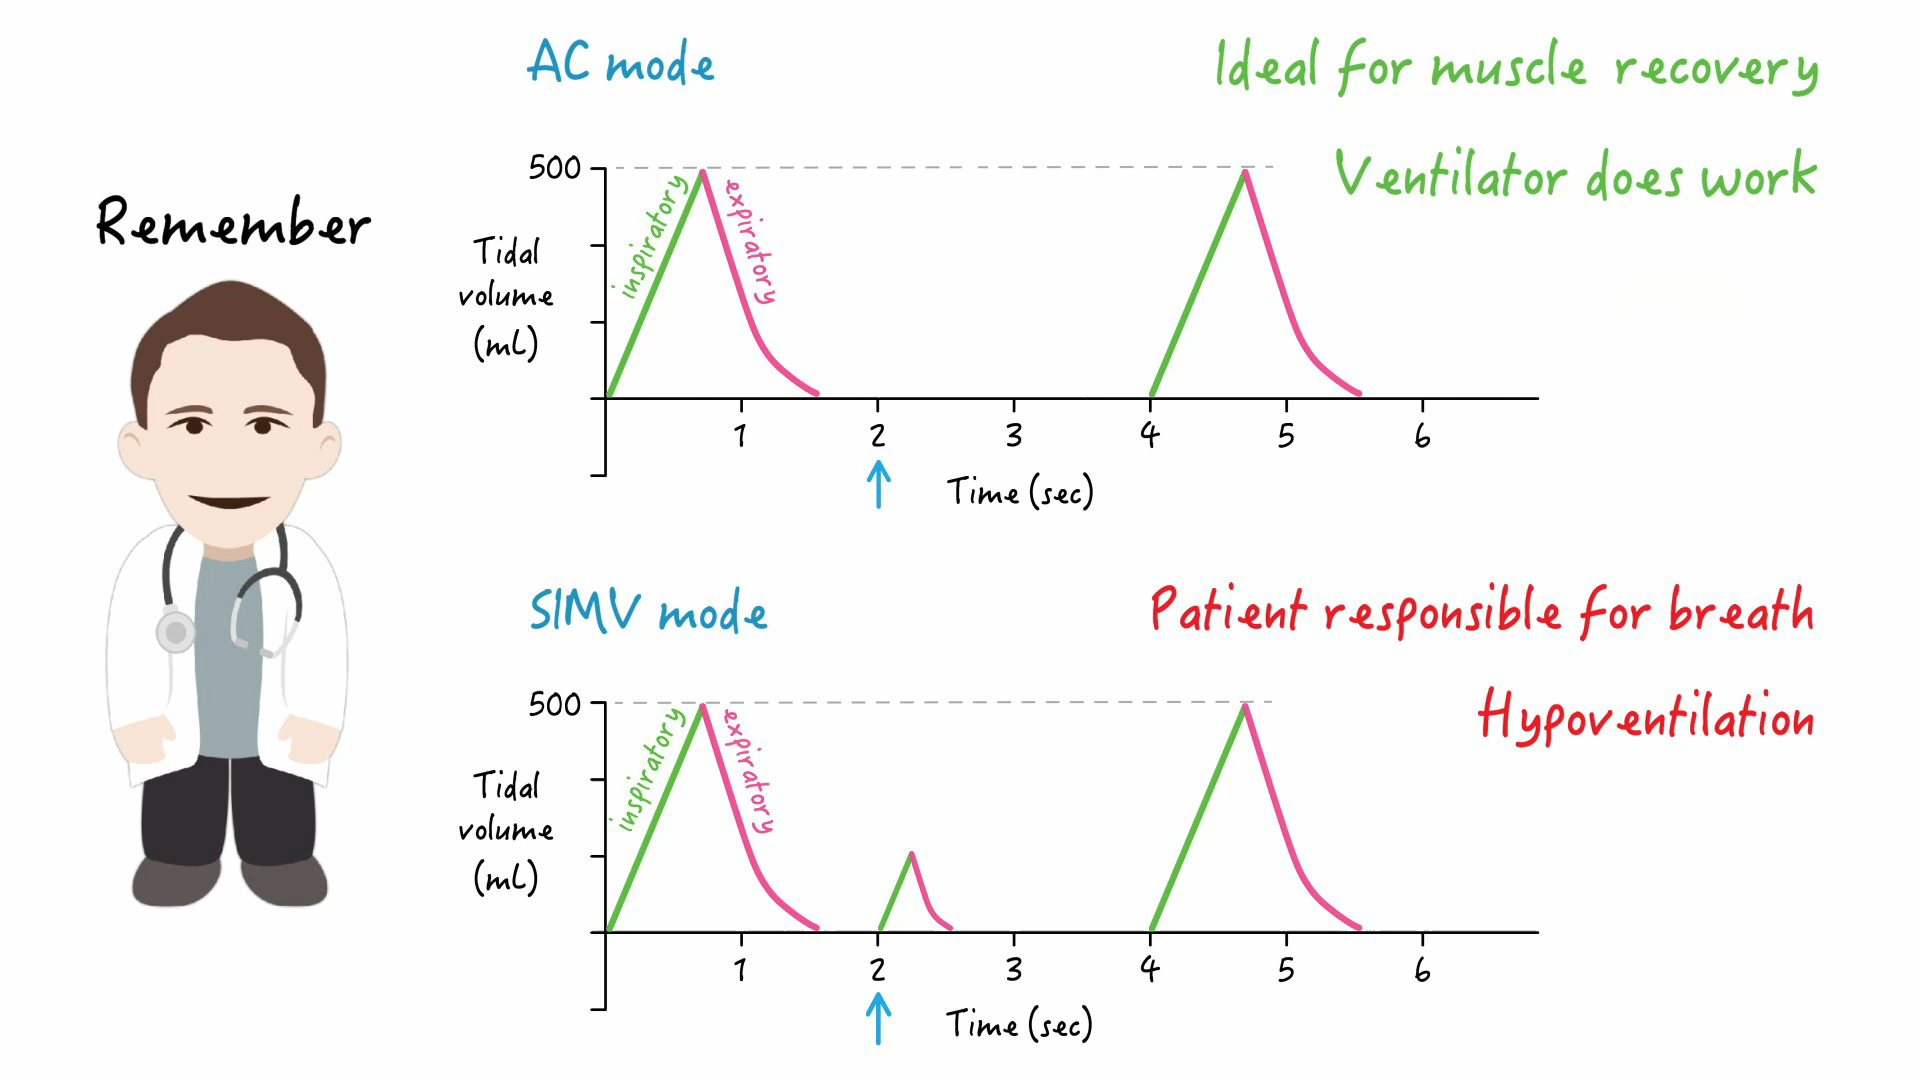 Remember
AC mode
Ideal for muscle recovery
Ventilator does work
500
Tidal
volume
(mL)
inspiratory
expiratory
1 2 3 4 5 6
Time (sec)
SIMV mode
Patient responsible for breath
Hypoventilation
500
Tidal
volume
(mL)
inspiratory
expiratory
1 2 3 4 5 6
Time (sec)